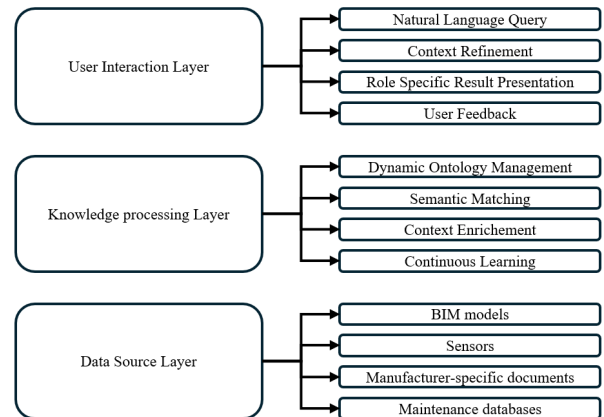 User Interaction Layer
Natural Language Query
Context Refinement
Role Specific Result Presentation
User Feedback
Knowledge processing Layer
Dynamic Ontology Management
Semantic Matching
Context Enrichement
Continuous Learning
Data Source Layer
BIM models
Sensors
Manufacturer-specific documents
Maintenance databases